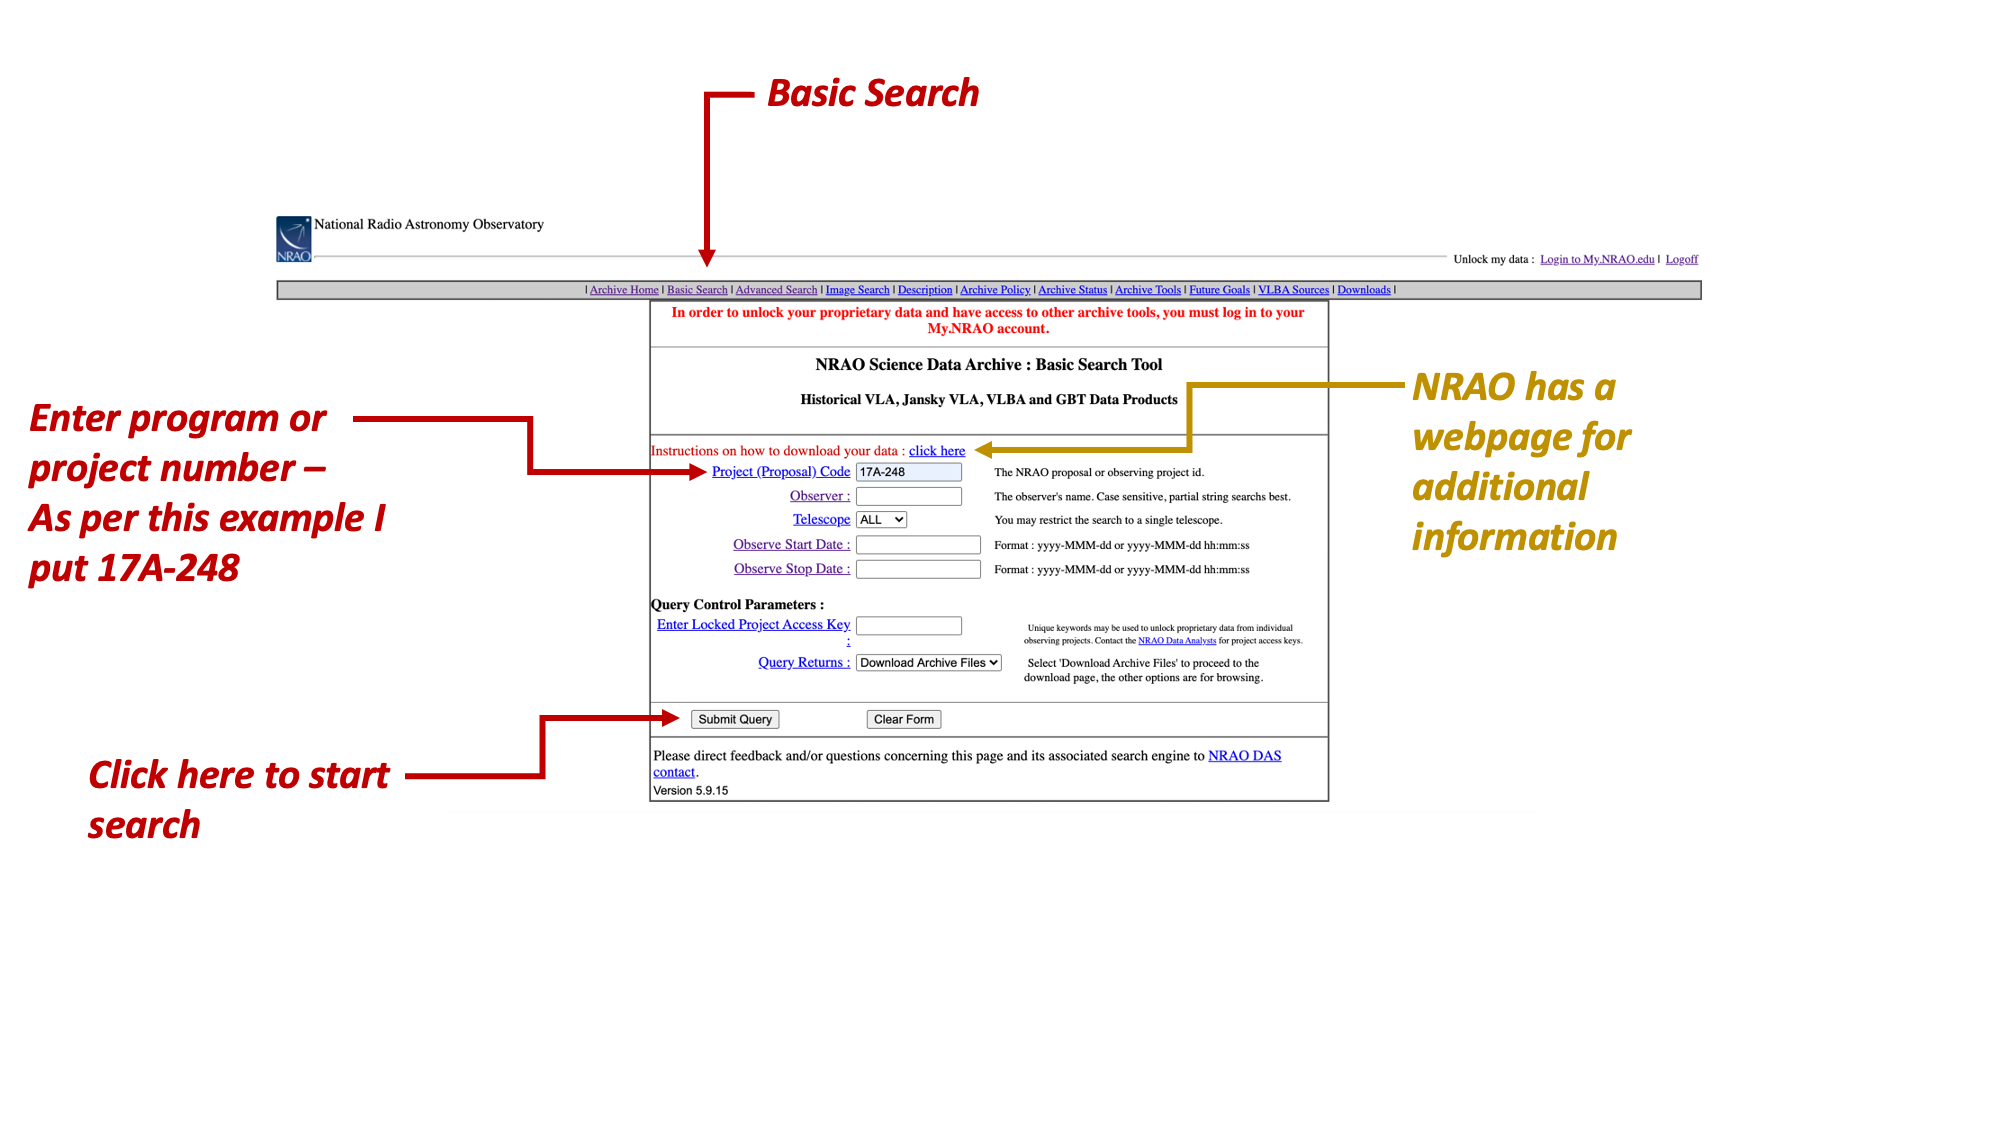 Basic Search
National Radio Astronomy Observatory
NRAO
Unlock my data : Login to My.NRAO.edu | Logoff
| Archive Home | Basic Search | Advanced Search | Image Search | Description | Archive Policy | Archive Status | Archive Tools | Future Goals | VLBA Sources | Downloads |
In order to unlock your proprietary data and have access to other archive tools, you must log in to your
My.NRAO account.
NRAO Science Data Archive : Basic Search Tool
Historical VLA, Jansky VLA, VLBA and GBT Data Products
Enter program or
project number –
As per this example I
put 17A-248
NRAO has a
webpage for
additional
information
Instructions on how to download your data : click here
Project (Proposal) Code 17A-248 The NRAO proposal or observing project id.
Observer : The observer's name. Case sensitive, partial string searchs best.
Telescope ALL You may restrict the search to a single telescope.
Observe Start Date : Format : yyyy-MMM-dd or yyyy-MMM-dd hh:mm:ss
Observe Stop Date : Format : yyyy-MMM-dd or yyyy-MMM-dd hh:mm:ss
Query Control Parameters :
Enter Locked Project Access Key
:
Unique keywords may be used to unlock proprietary data from individual
observing projects. Contact the NRAO Data Analysts for project access keys.
Query Returns : Download Archive Files Select 'Download Archive Files' to proceed to the
download page, the other options are for browsing.
Submit Query Clear Form
Click here to start
search
Please direct feedback and/or questions concerning this page and its associated search engine to NRAO DAS
contact.
Version 5.9.15